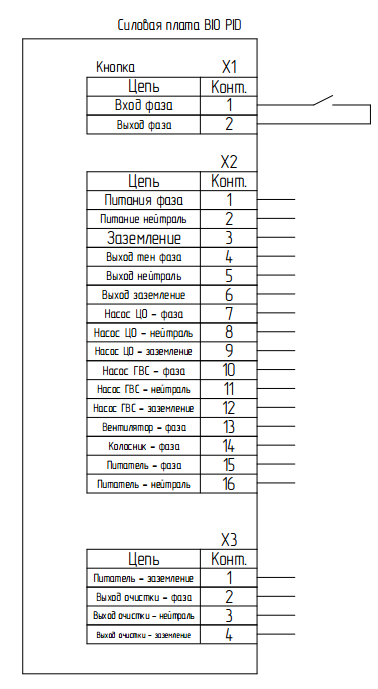 Силовая плата BIO PID
Кнопка X1
Цепь Конт.
Вход фаза 1
Выход фаза 2
X2
Цепь Конт.
Питания фаза 1
Питание нейтраль 2
Заземление 3
Выход тен фаза 4
Выход нейтраль 5
Выход заземление 6
Насос ЦО - фаза 7
Насос ЦО - нейтраль 8
Насос ЦО - заземление 9
Насос ГВС - фаза 10
Насос ГВС - нейтраль 11
Насос ГВС - заземление 12
Вентилятор - фаза 13
Колосник - фаза 14
Питатель - фаза 15
Питатель - нейтраль 16
X3
Цепь Конт.
Питатель - заземление 1
Выход очистки - фаза 2
Выход очистки - нейтраль 3
Выход очистки - заземление 4